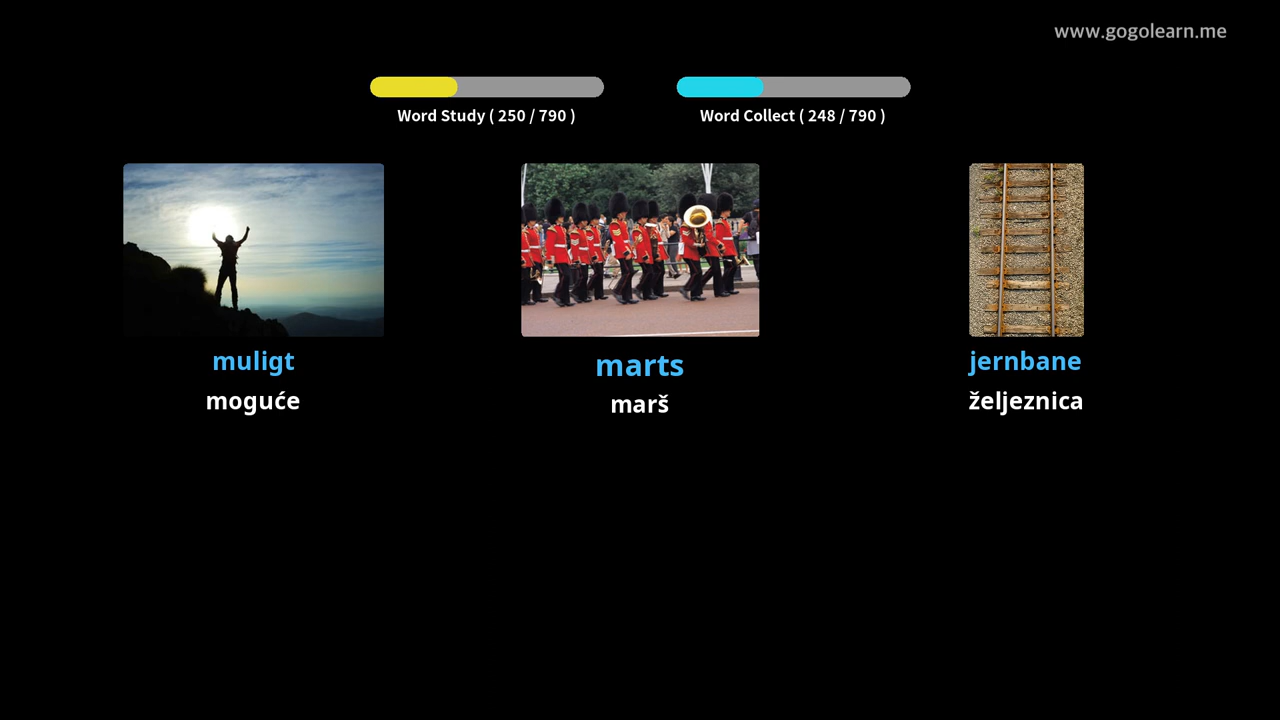 www.gogolearn.me
Word Study ( 250 / 790 )
Word Collect ( 248 / 790 )
muligt
moguće
marts
marš
jernbane
željeznica